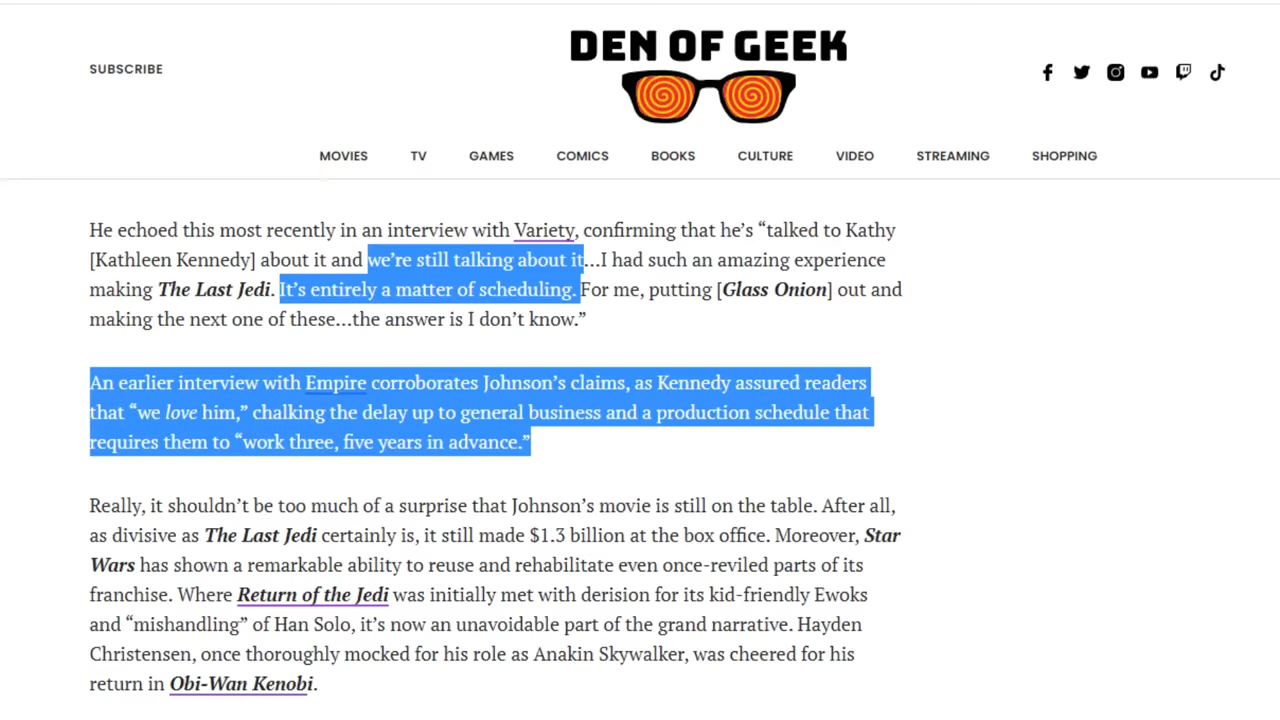 SUBSCRIBE
DEN OF GEEK
MOVIES TV GAMES COMICS BOOKS CULTURE VIDEO STREAMING SHOPPING
He echoed this most recently in an interview with Variety, confirming that he’s “talked to Kathy
[Kathleen Kennedy] about it and we’re still talking about it…I had such an amazing experience
making The Last Jedi. It’s entirely a matter of scheduling. For me, putting [Glass Onion] out and
making the next one of these…the answer is I don’t know.”
An earlier interview with Empire corroborates Johnson’s claims, as Kennedy assured readers
that “we love him,” chalking the delay up to general business and a production schedule that
requires them to “work three, five years in advance.”
Really, it shouldn’t be too much of a surprise that Johnson’s movie is still on the table. After all,
as divisive as The Last Jedi certainly is, it still made $1.3 billion at the box office. Moreover, Star
Wars has shown a remarkable ability to reuse and rehabilitate even once-reviled parts of its
franchise. Where Return of the Jedi was initially met with derision for its kid-friendly Ewoks
and “mishandling” of Han Solo, it’s now an unavoidable part of the grand narrative. Hayden
Christensen, once thoroughly mocked for his role as Anakin Skywalker, was cheered for his
return in Obi-Wan Kenobi.